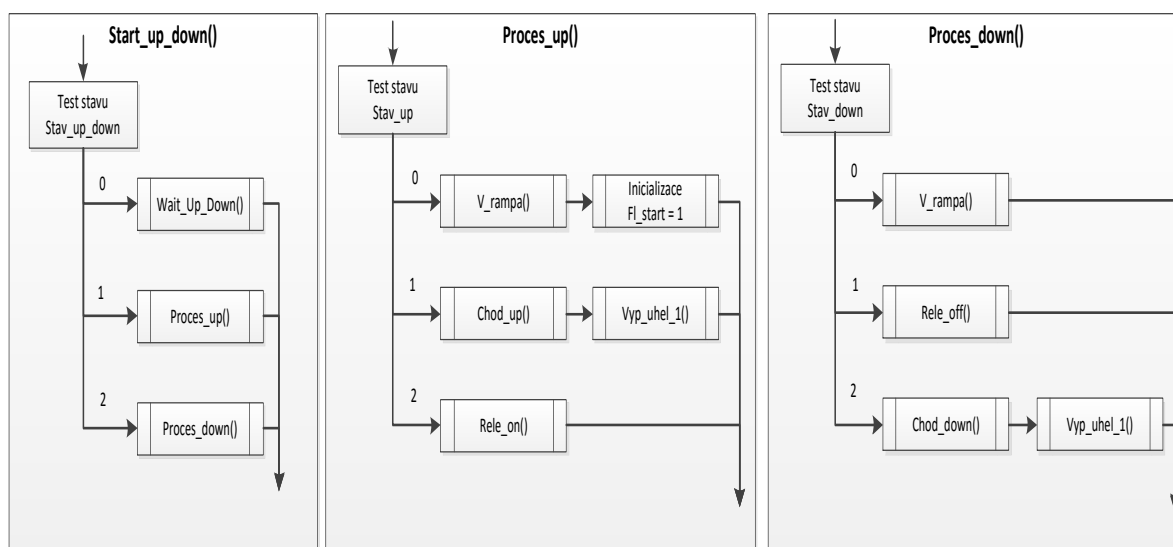 Start_up_down()
Test stavu
Stav_up_down
0
Wait_Up_Down()
1
Proces_up()
2
Proces_down()
Proces_up()
Test stavu
Stav_up
0
V_rampa()
Inicializace
Fl_start = 1
1
Chod_up()
Vyp_uhel_1()
2
Rele_on()
Proces_down()
Test stavu
Stav_down
0
V_rampa()
1
Rele_off()
2
Chod_down()
Vyp_uhel_1()